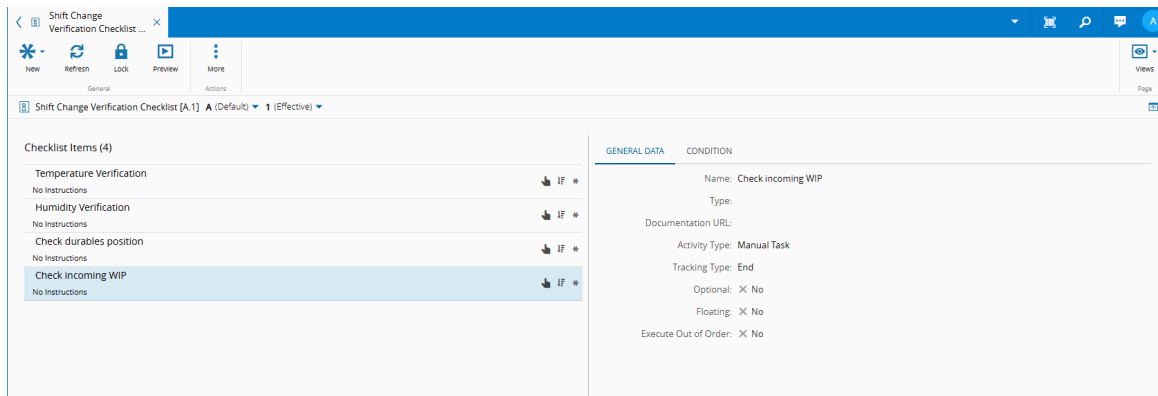 Shift Change
Verification Checklist ...
A
New
Refresh
Lock
Preview
More
Views
General
Actions
Page
Shift Change Verification Checklist [A.1] A (Default) 1 (Effective)
Checklist Items (4)
Temperature Verification
No Instructions
Humidity Verification
No Instructions
Check durables position
No Instructions
Check incoming WIP
No Instructions
GENERAL DATA CONDITION
Name: Check incoming WIP
Type:
Documentation URL:
Activity Type: Manual Task
Tracking Type: End
Optional: No
Floating: No
Execute Out of Order: No